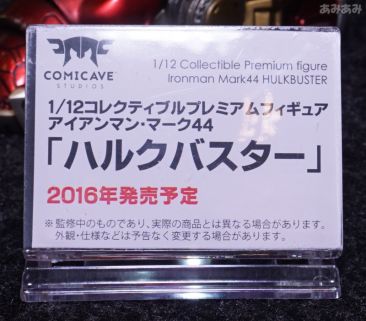 あみあみ
COMICAVE™
STUDIOS
1/12 Collectible Premium figure
Ironman Mark44 HULKBUSTER
1/12コレクティブルプレミアムフィギュア
アイアンマン・マーク44
「ハルクバスター」
2016年発売予定
※監修中のものであり、実際の商品とは異なる場合があります。
外観・仕様などは予告なく変更する場合があります。